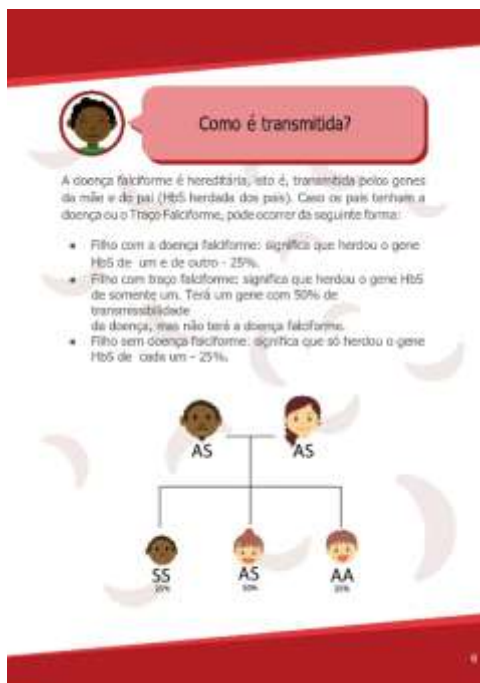 Como é transmitida?
A doença falciforme é hereditária, isto é, transmitida pelos genes
da mãe e do pai (HbS herdada dos pais). Caso os pais tenham a
doença ou o Traço Falciforme, pode ocorrer da seguinte forma:
• Filho com a doença falciforme: significa que herdou o gene
HbS de um e de outro - 25%.
• Filho com traço falciforme: significa que herdou o gene HbS
de somente um. Terá um gene com 50% de
transmissibilidade
da doença, mas não terá a doença falciforme.
• Filho sem doença falciforme: significa que só herdou o gene
HbS de cada um - 25%.
AS AS
SS AS AA
25% 50% 25%